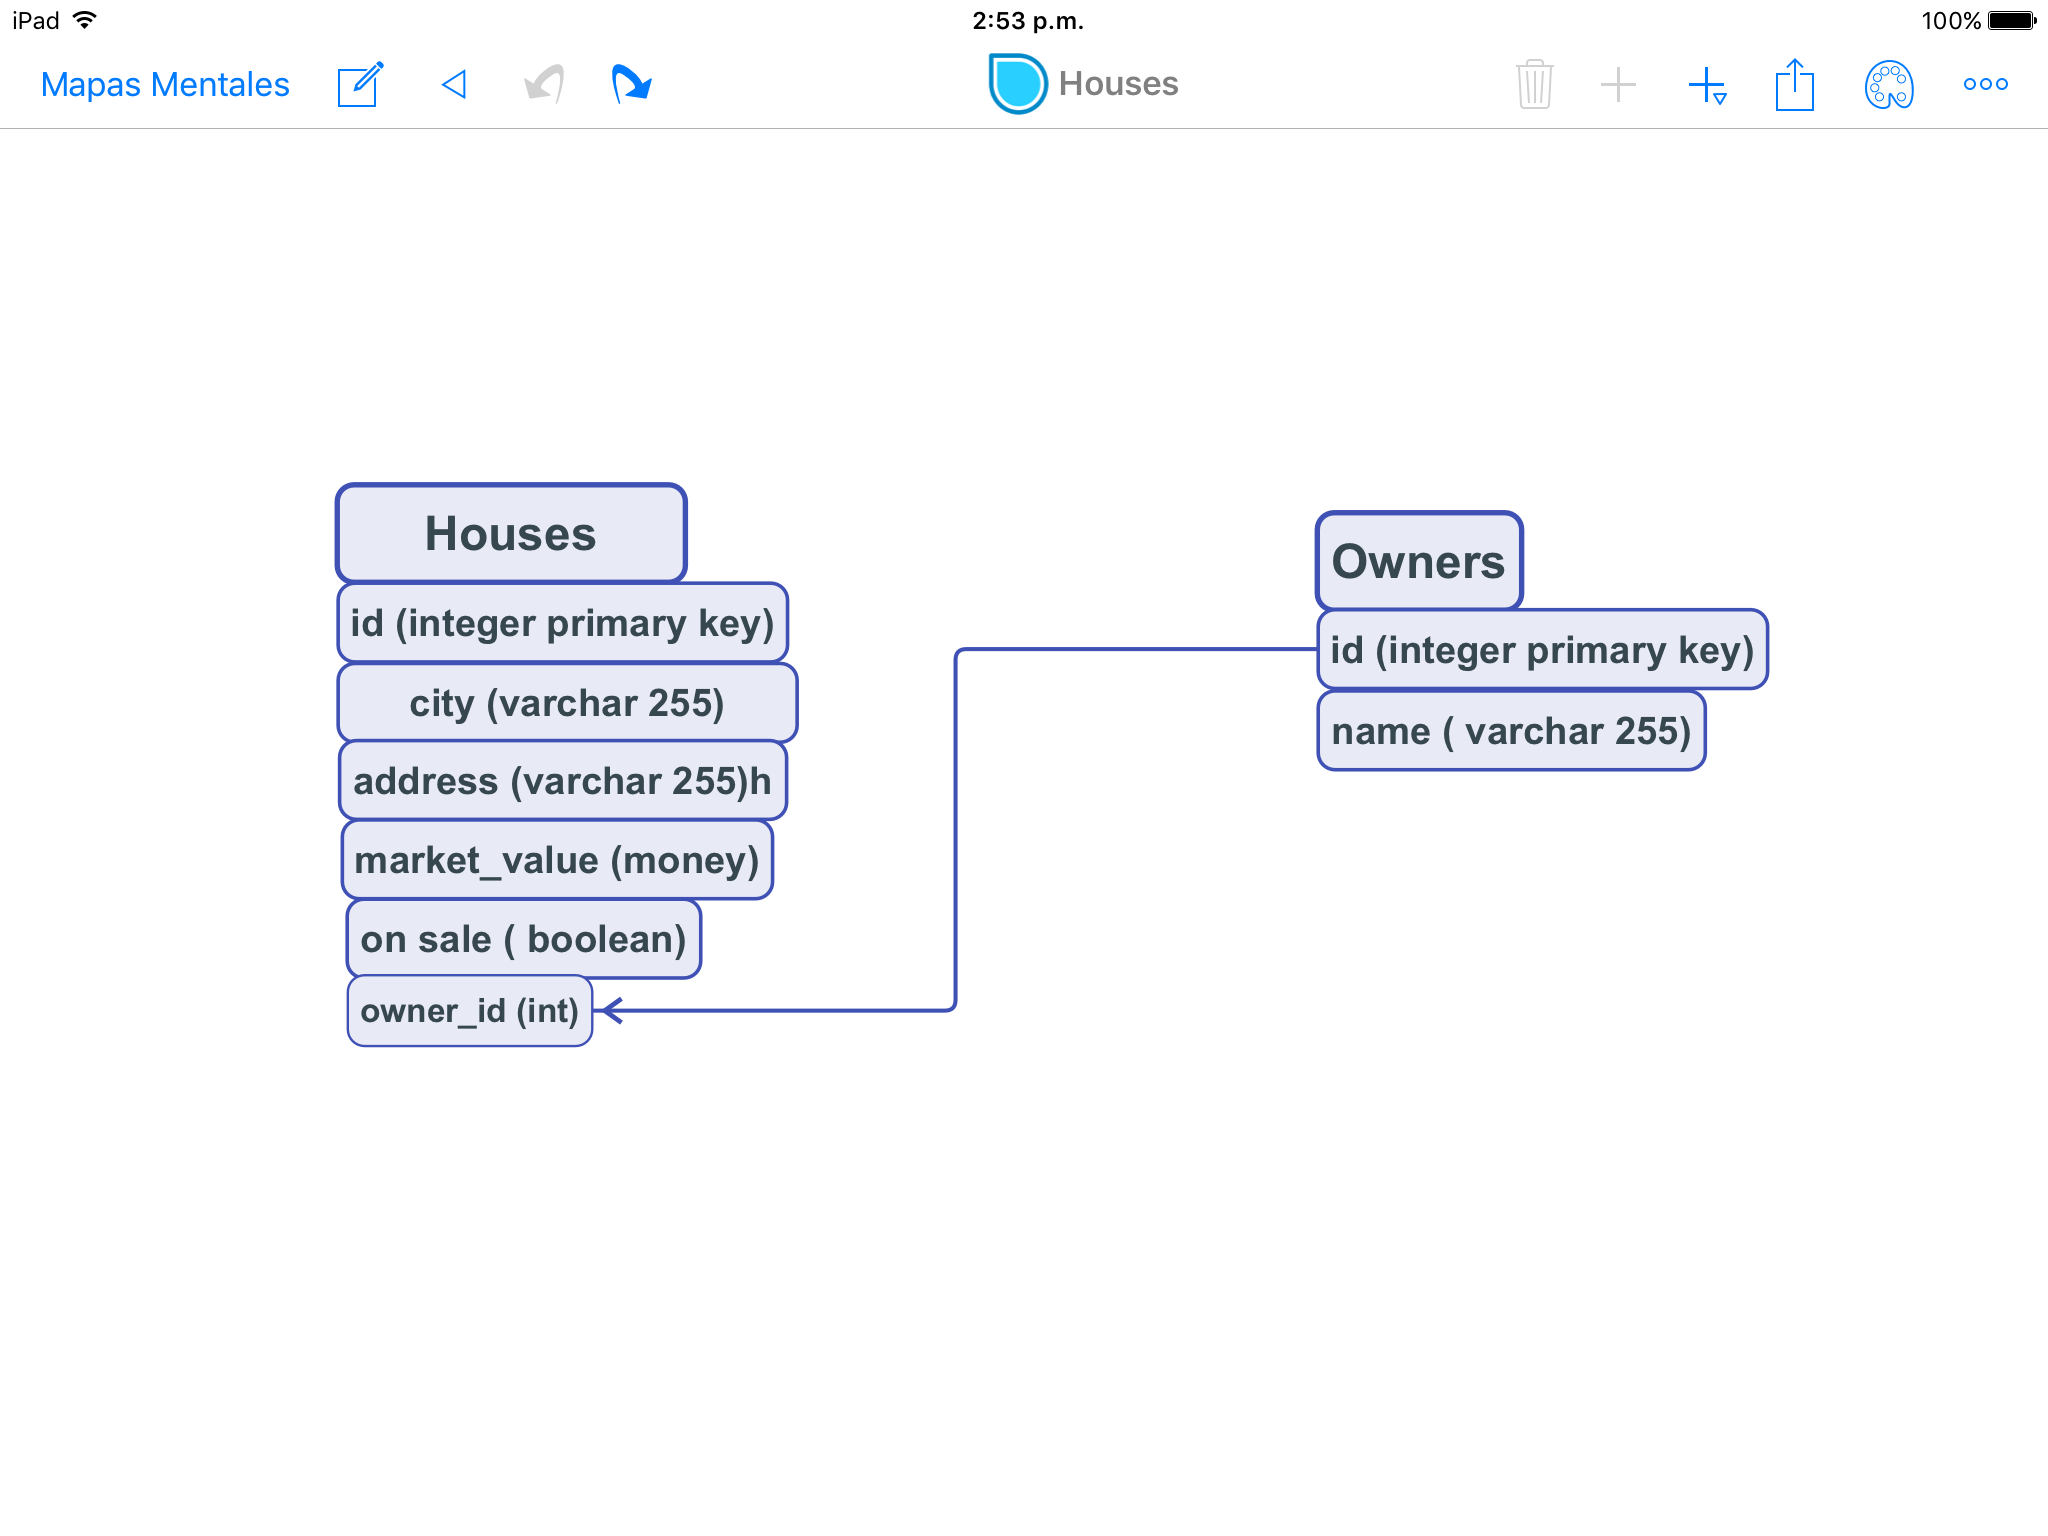 iPad
2:53 p.m.
100%
Mapas Mentales
Houses
Houses
id (integer primary key)
city (varchar 255)
address (varchar 255)h
market_value (money)
on sale ( boolean)
owner_id (int)
Owners
id (integer primary key)
name ( varchar 255)